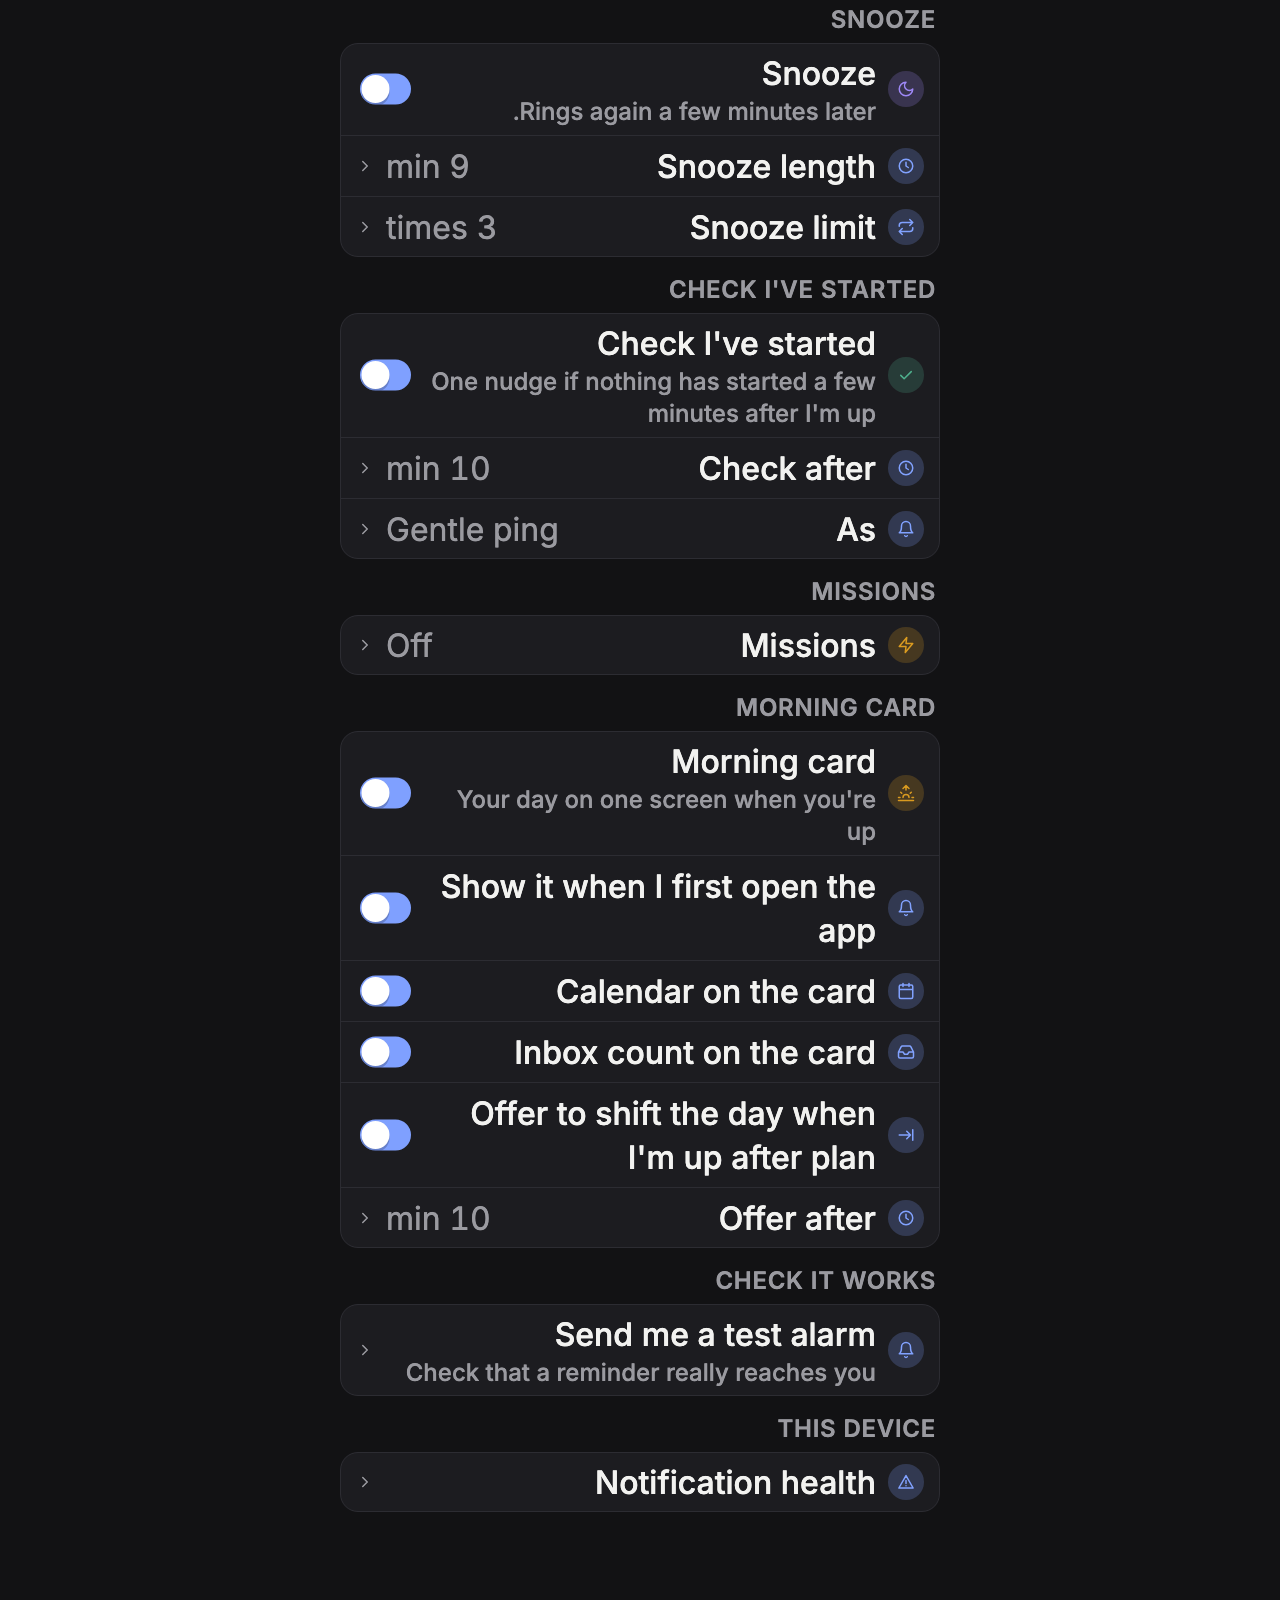 SNOOZE
Snooze
.Rings again a few minutes later
Snooze length
min 9
Snooze limit
times 3
CHECK I'VE STARTED
Check I've started
One nudge if nothing has started a few
minutes after I'm up
Check after
min 10
As
Gentle ping
MISSIONS
Missions
Off
MORNING CARD
Morning card
Your day on one screen when you're
up
Show it when I first open the
app
Calendar on the card
Inbox count on the card
Offer to shift the day when
I'm up after plan
Offer after
min 10
CHECK IT WORKS
Send me a test alarm
Check that a reminder really reaches you
THIS DEVICE
Notification health